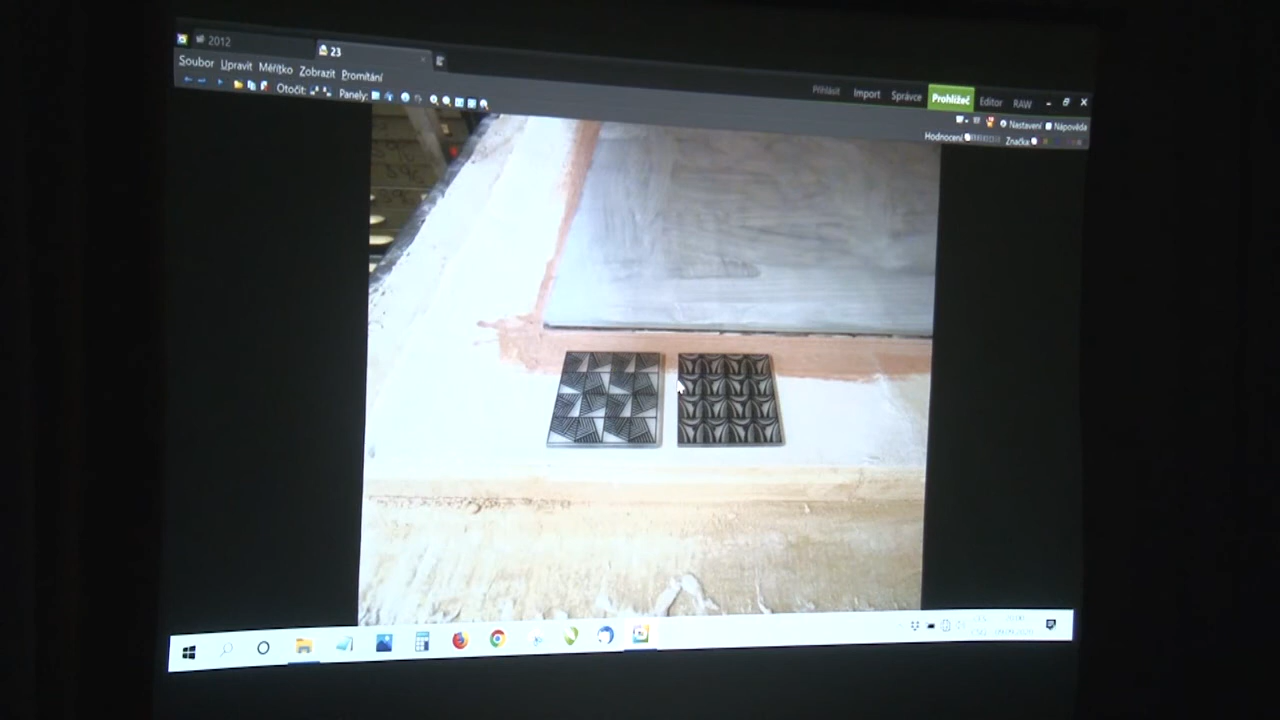 2012
23
Soubor Upravit Měřítko Zobrazit Promítání
Přihlásit Import Správce Prohlížeč Editor RAW
Otočit: Panely:
Nastavení Nápověda
Hodnocení: Značka: